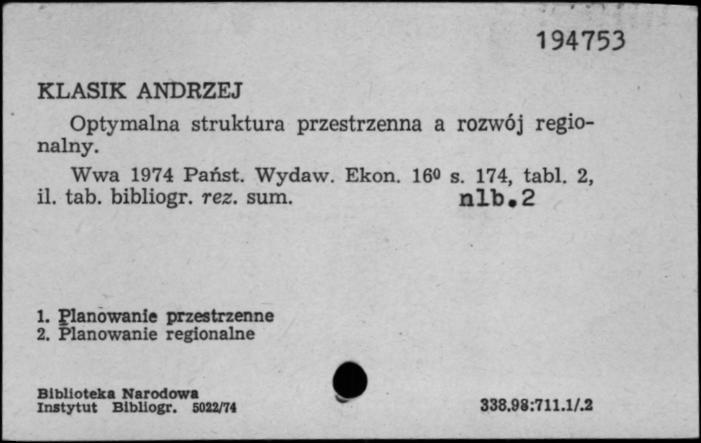 194753
KLASIK ANDRZEJ
Optymalna struktura przestrzenna a rozwój regio-
nalny.
Wwa 1974 Państ. Wydaw. Ekon. 16⁰ s. 174, tabl. 2,
il. tab. bibliogr. rez. sum. nlb.2
1. Planowanie przestrzenne
2. Planowanie regionalne
Biblioteka Narodowa
Instytut Bibliogr. 5022/74
338.98:711.1/.2